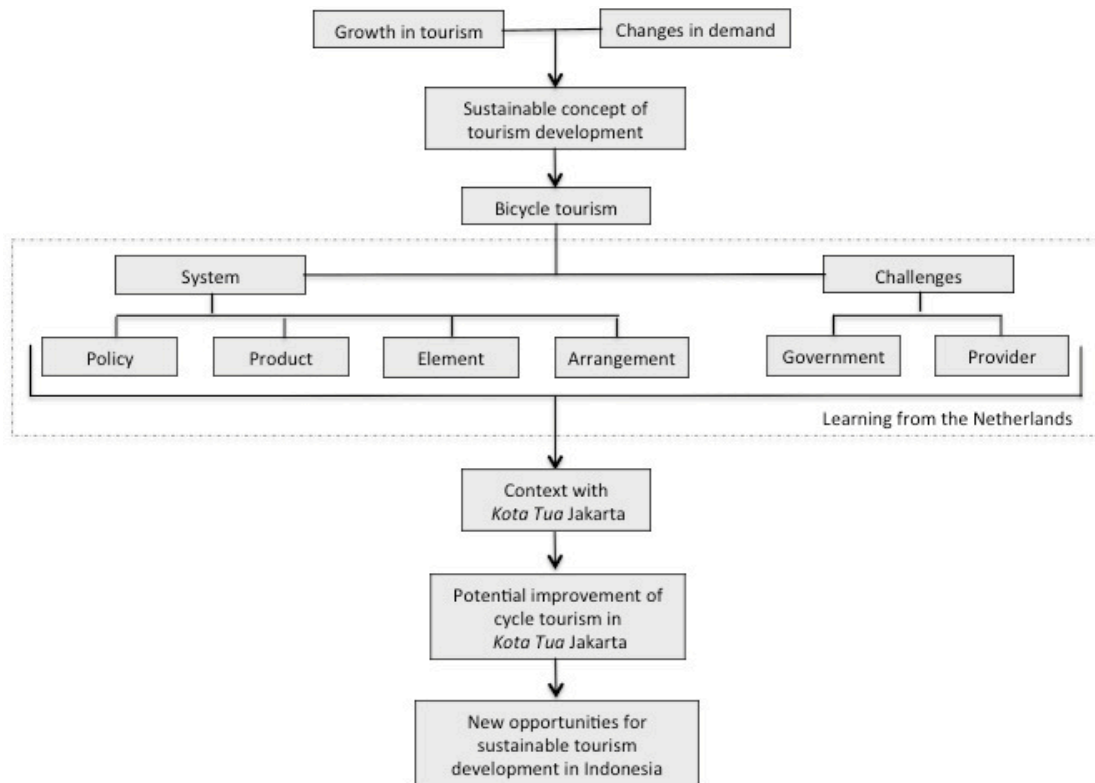 Growth in tourism
Changes in demand
Sustainable concept of
tourism development
Bicycle tourism
System
Challenges
Policy
Product
Element
Arrangement
Government
Provider
Learning from the Netherlands
Context with
Kota Tua Jakarta
Potential improvement of
cycle tourism in
Kota Tua Jakarta
New opportunities for
sustainable tourism
development in Indonesia